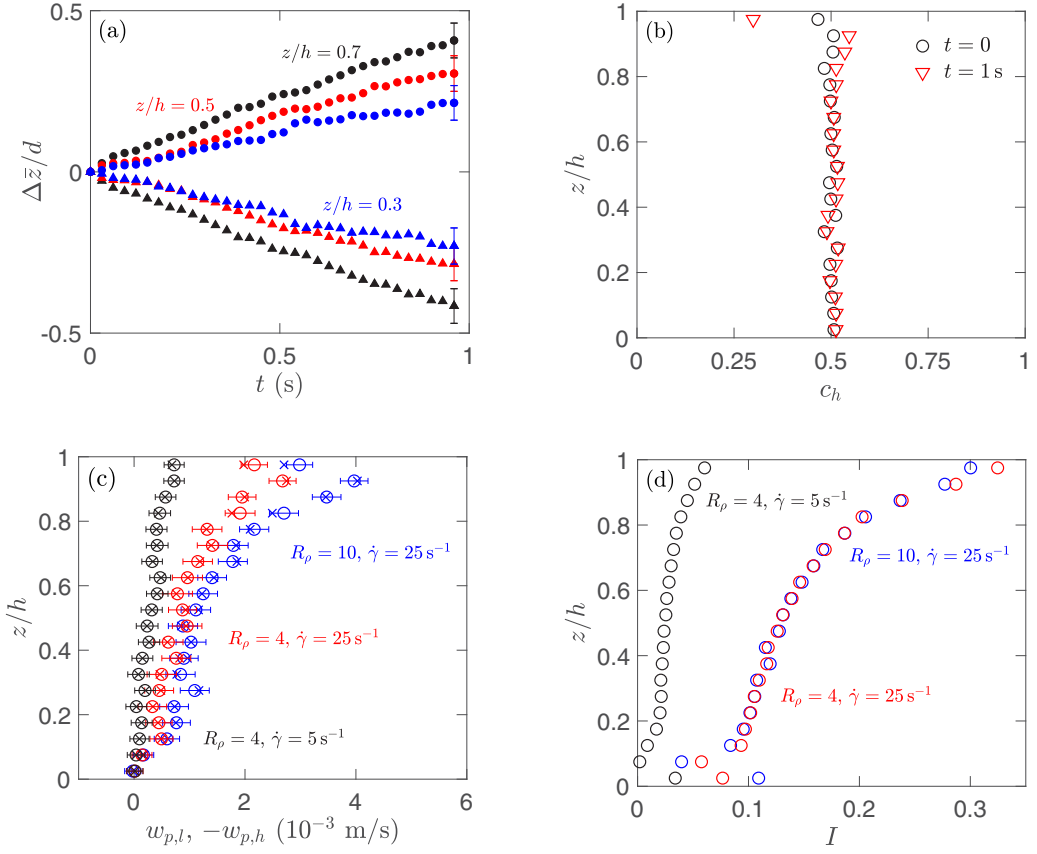 (a)
0.5
0
-0.5
Δz̄/d
z/h = 0.7
z/h = 0.5
z/h = 0.3
0
0.5
1
t (s)
(b)
1
0.8
0.6
0.4
0.2
0
z/h
t = 0
t = 1 s
0
0.25
0.5
0.75
1
c_h
(c)
1
0.8
0.6
0.4
0.2
0
z/h
R_ρ = 10, γ̇ = 25 s⁻¹
R_ρ = 4, γ̇ = 25 s⁻¹
R_ρ = 4, γ̇ = 5 s⁻¹
0
2
4
6
w_{p,l}, −w_{p,h} (10⁻³ m/s)
(d)
1
0.8
0.6
0.4
0.2
0
z/h
R_ρ = 4, γ̇ = 5 s⁻¹
R_ρ = 10, γ̇ = 25 s⁻¹
R_ρ = 4, γ̇ = 25 s⁻¹
0
0.1
0.2
0.3
I